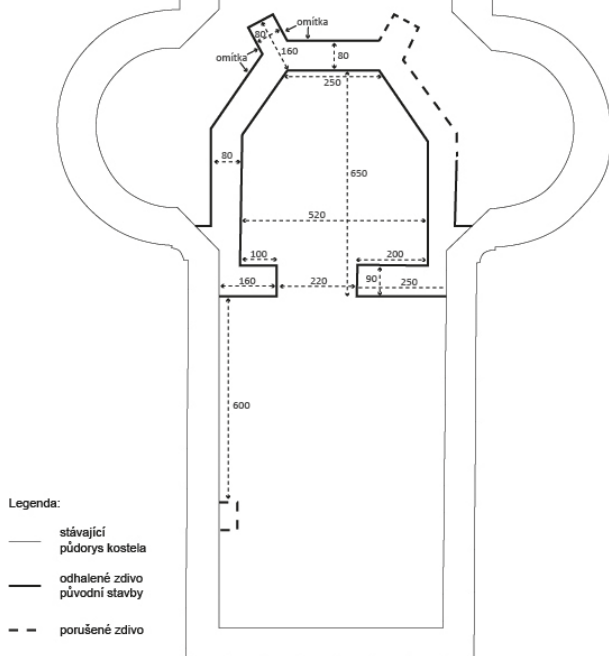 omítka
80
omítka
160
80
250
80
650
520
100
200
160
220
90
250
600
Legenda:
stávající
půdorys kostela
odhalené zdivo
původní stavby
porušené zdivo